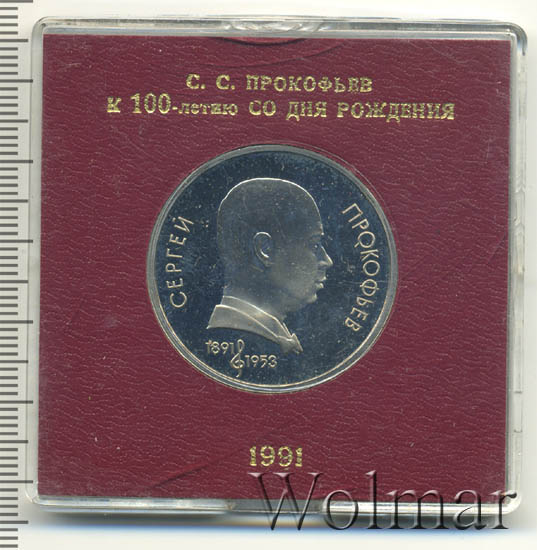 С. С. ПРОКОФЬЕВ
К 100-летию СО ДНЯ РОЖДЕНИЯ
СЕРГЕЙ
ПРОКОФЬЕВ
1891
1953
1991
Wolmar